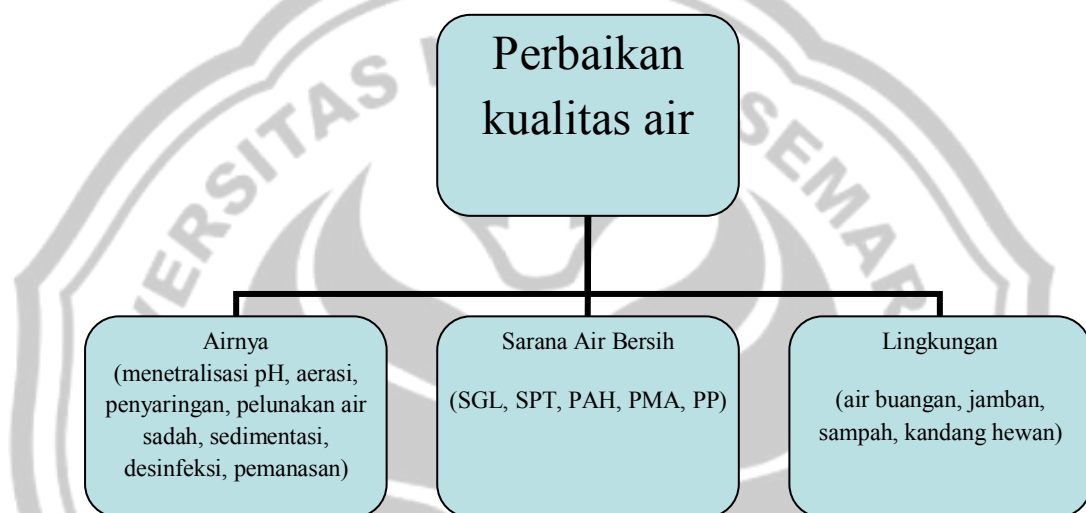 Perbaikan
kualitas air
Airnya
(menetralisasi pH, aerasi,
penyaringan, pelunakan air
sadah, sedimentasi,
desinfeksi, pemanasan)
Sarana Air Bersih
(SGL, SPT, PAH, PMA, PP)
Lingkungan
(air buangan, jamban,
sampah, kandang hewan)